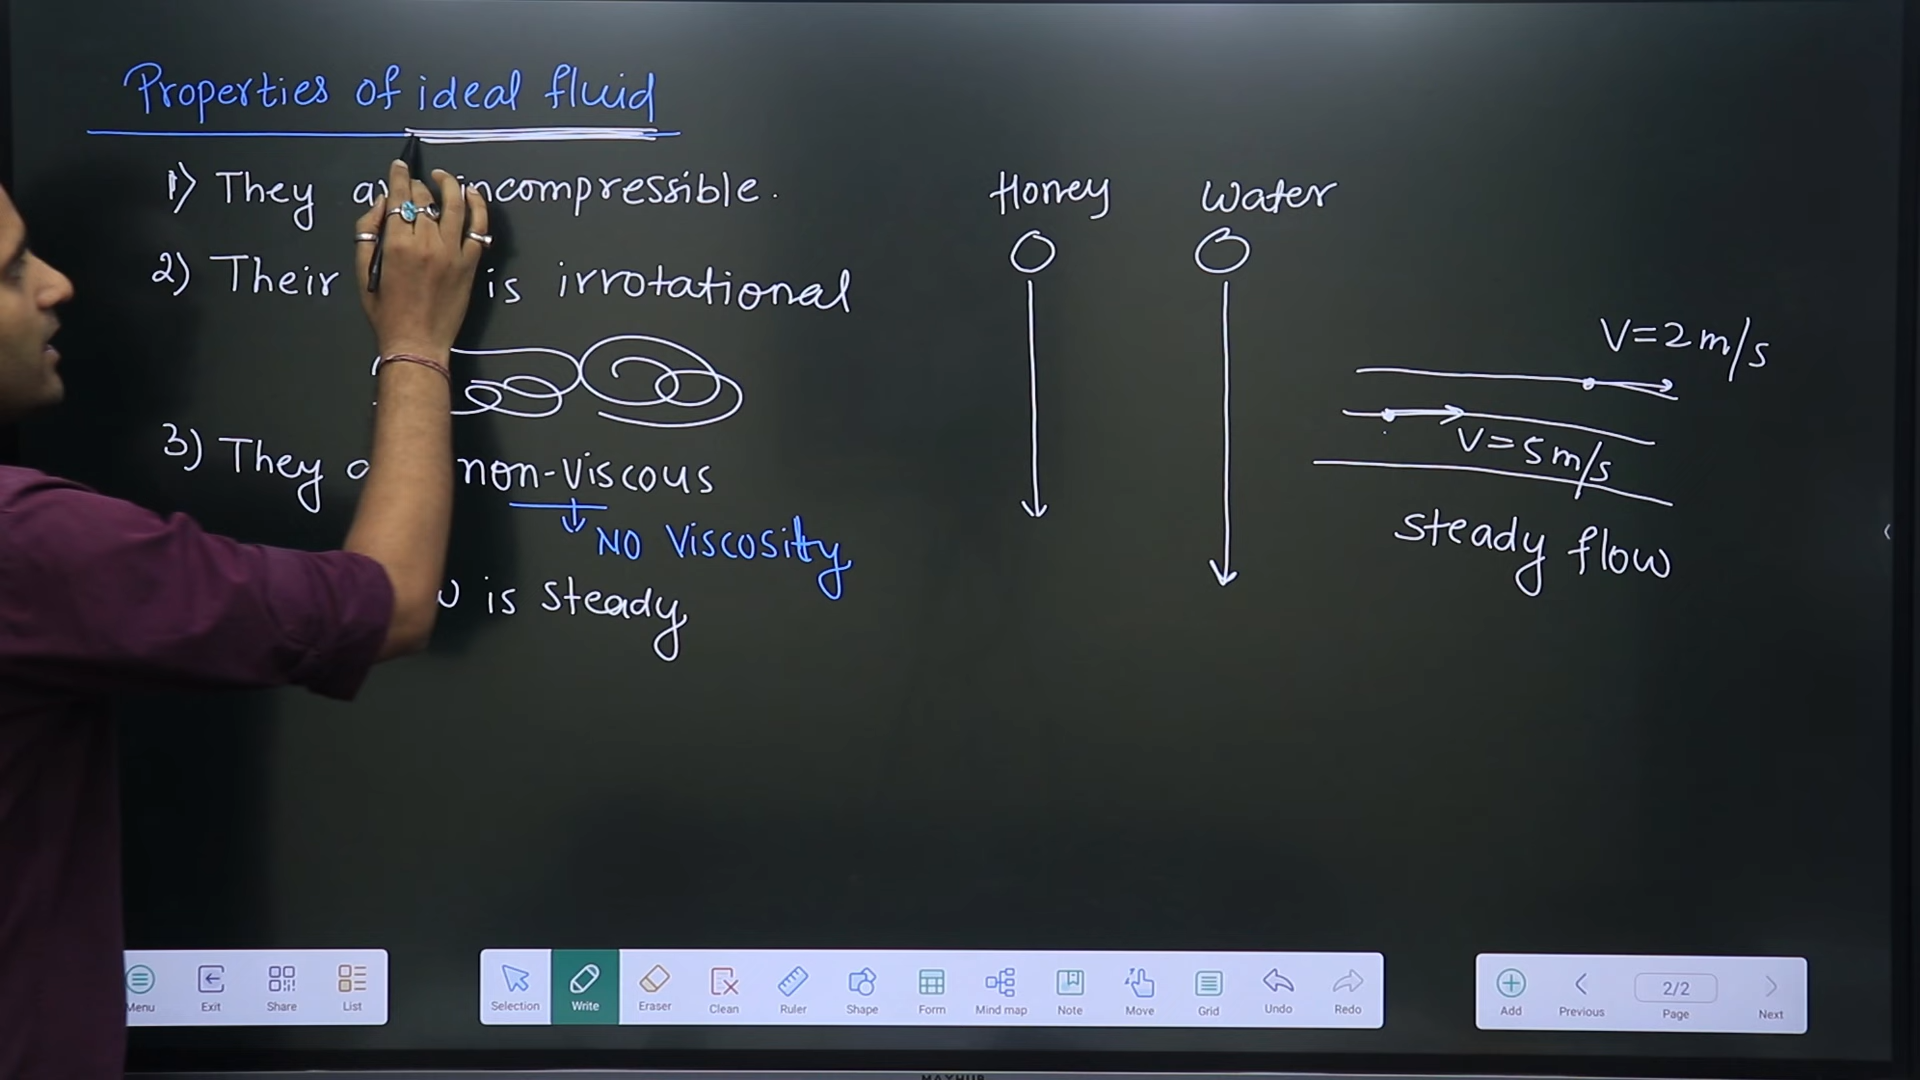 Properties of ideal fluid
1) They incompressible.
2) Their is irrotational
3) They non-viscous
NO Viscosity
is steady
Honey
Water
V=2m/s
V=5m/s
steady flow
Menu
Exit
Share
List
Selection
Write
Eraser
Clean
Ruler
Shape
Form
Mind map
Note
Move
Grid
Undo
Redo
Add
Previous
2/2
Page
Next